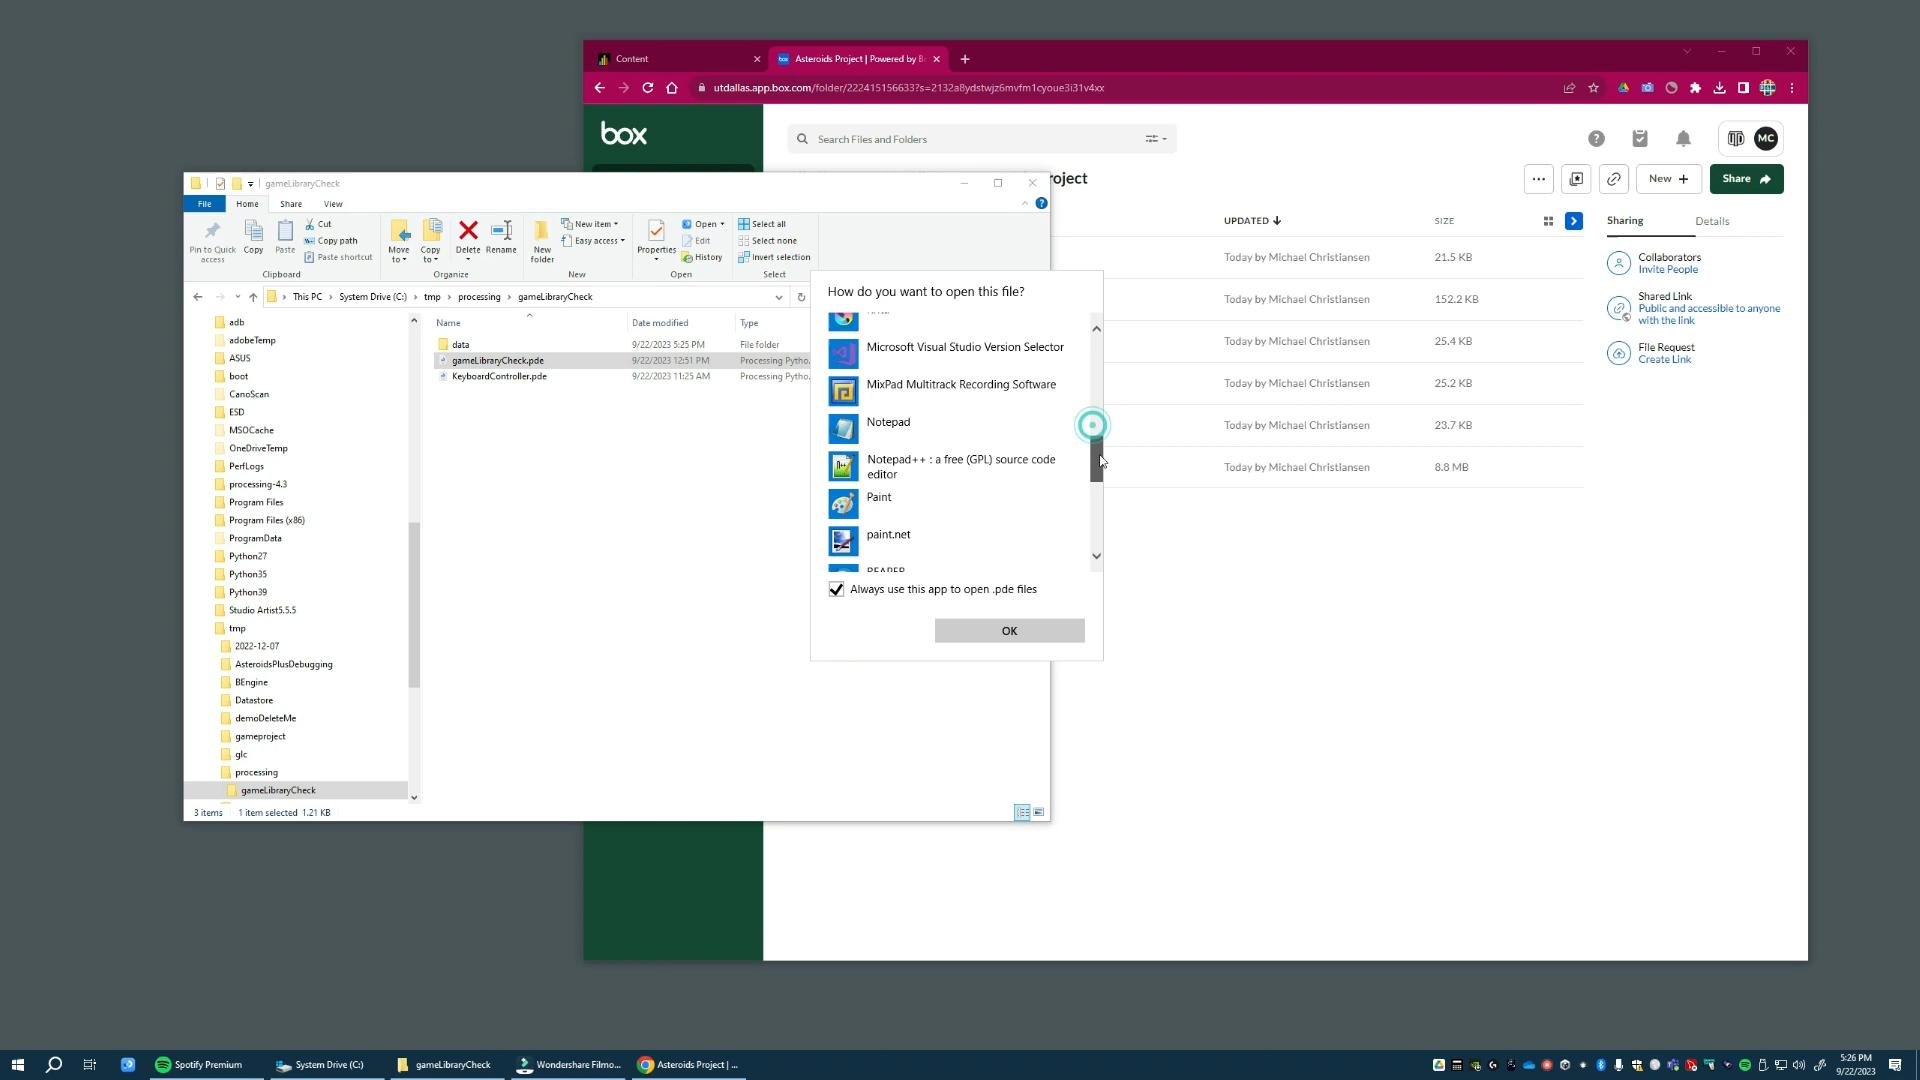 Content
Asteroids Project | Powered by B
utdallas.app.box.com/folder/222415156633?s=2132a8ydstwjz6mvfm1cyoue3i31v4xx
box
Search Files and Folders
MC
roject
New +
Share
UPDATED
SIZE
Sharing
Details
Today by Michael Christiansen 21.5 KB
Today by Michael Christiansen 152.2 KB
Today by Michael Christiansen 25.4 KB
Today by Michael Christiansen 25.2 KB
Today by Michael Christiansen 23.7 KB
Today by Michael Christiansen 8.8 MB
Collaborators
Invite People
Shared Link
Public and accessible to anyone
with the link
File Request
Create Link
gameLibraryCheck
File Home Share View
Pin to Quick
access
Copy
Paste
Cut
Copy path
Paste shortcut
Clipboard
Move
to
Copy
to
Delete
Rename
Organize
New
folder
New item
Easy access
New
Properties
Open
Edit
History
Open
Select all
Select none
Invert selection
Select
This PC > System Drive (C:) > tmp > processing > gameLibraryCheck
adb
adobeTemp
ASUS
boot
CanoScan
ESD
MSOCache
OneDriveTemp
PerfLogs
processing-4.3
Program Files
Program Files (x86)
ProgramData
Python27
Python35
Python39
Studio Artist5.5.5
tmp
2022-12-07
AsteroidsPlusDebugging
BEngine
Datastore
demoDeleteMe
gameproject
glc
processing
gameLibraryCheck
Name Date modified Type
data 9/22/2023 5:25 PM File folder
gameLibraryCheck.pde 9/22/2023 12:51 PM Processing Pytho.
KeyboardController.pde 9/22/2023 11:25 AM Processing Pytho.
3 items 1 item selected 1.21 KB
How do you want to open this file?
Microsoft Visual Studio Version Selector
MixPad Multitrack Recording Software
Notepad
Notepad++ : a free (GPL) source code
editor
Paint
paint.net
REAPER
Always use this app to open .pde files
OK
Spotify Premium
System Drive (C:)
gameLibraryCheck
Wondershare Filmo...
Asteroids Project | ...
5:26 PM
9/22/2023